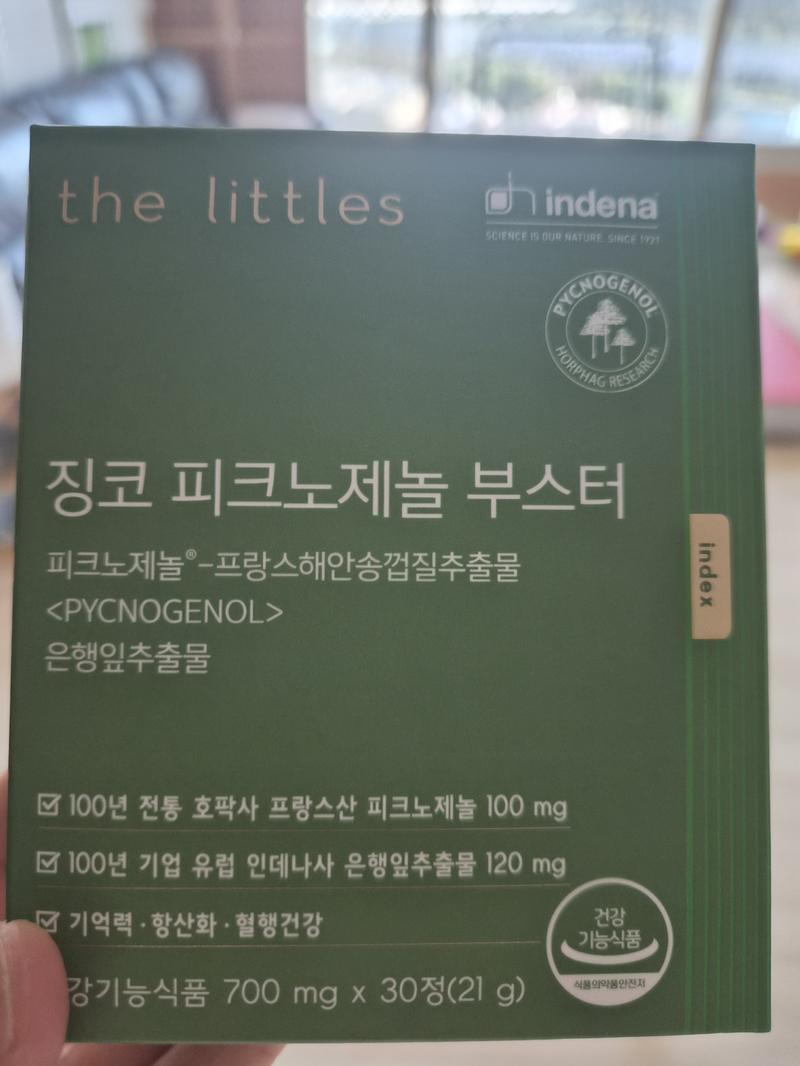 the littles
indena
SCIENCE IS OUR NATURE. SINCE 1921
PYCNOGENOL
HORPHAG RESEARCH
징코 피크노제놀 부스터
피크노제놀®-프랑스해안송껍질추출물
<PYCNOGENOL>
은행잎추출물
index
100년 전통 호팍사 프랑스산 피크노제놀 100 mg
100년 기업 유럽 인데나사 은행잎추출물 120 mg
기억력·항산화·혈행건강
강기능식품 700 mg x 30정(21 g)
건강
기능식품
식품의약품안전처